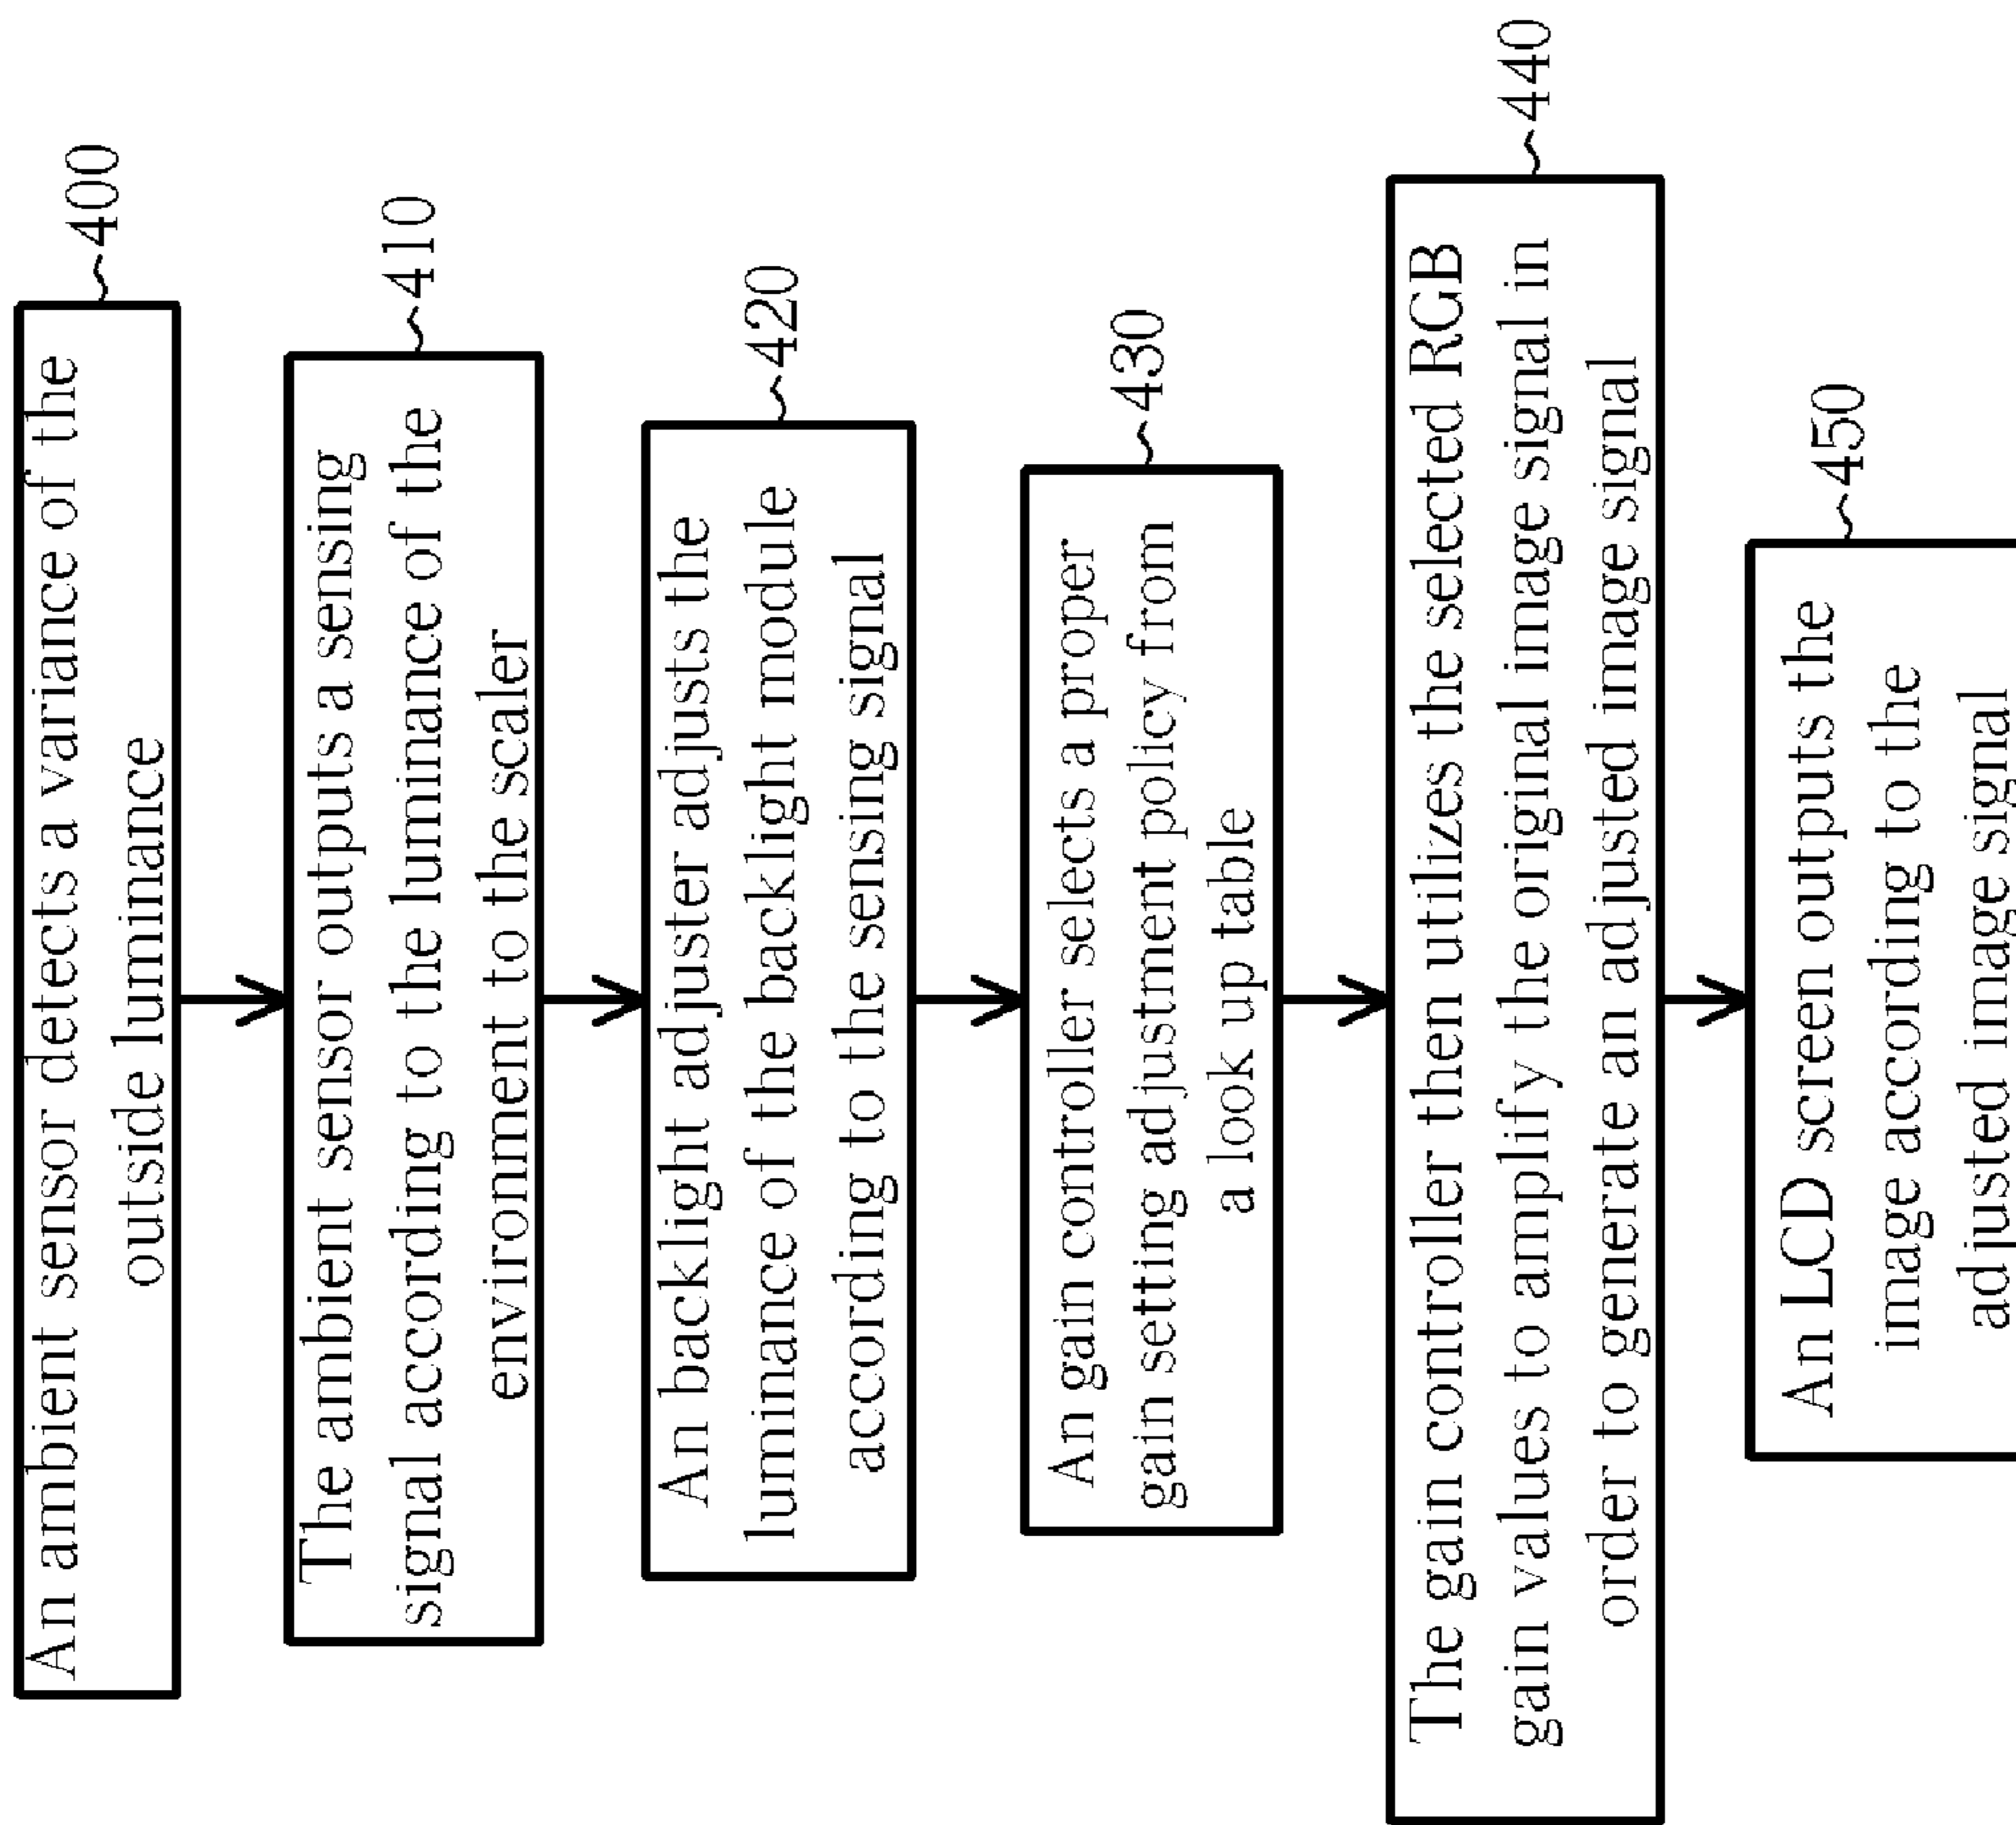 An ambient sensor detects a variance of the
outside luminance
400
The ambient sensor outputs a sensing
signal according to the luminance of the
environment to the scaler
410
An backlight adjuster adjusts the
luminance of the backlight module
according to the sensing signal
420
An gain controller selects a proper
gain setting adjustment policy from
a look up table
430
The gain controller then utilizes the selected RGB
gain values to amplify the original image signal in
order to generate an adjusted image signal
440
An LCD screen outputs the
image according to the
adjusted image signal
450